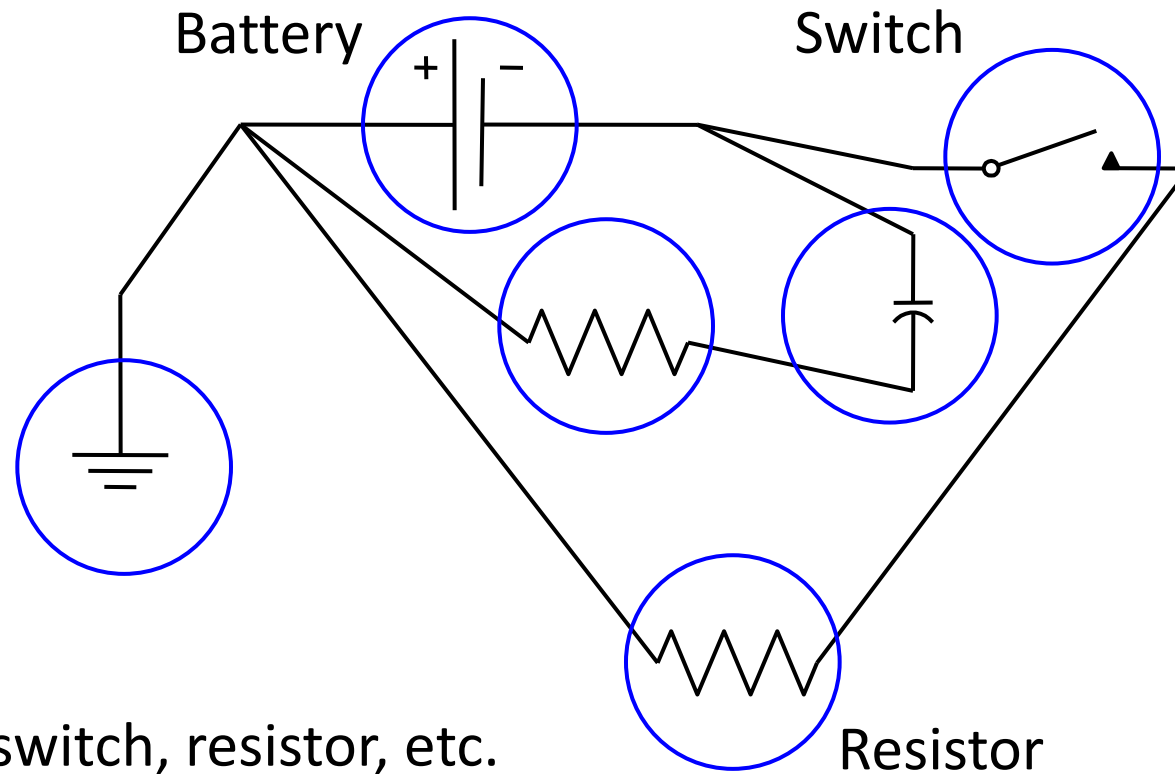 Battery
Switch
+ −
switch, resistor, etc.
Resistor